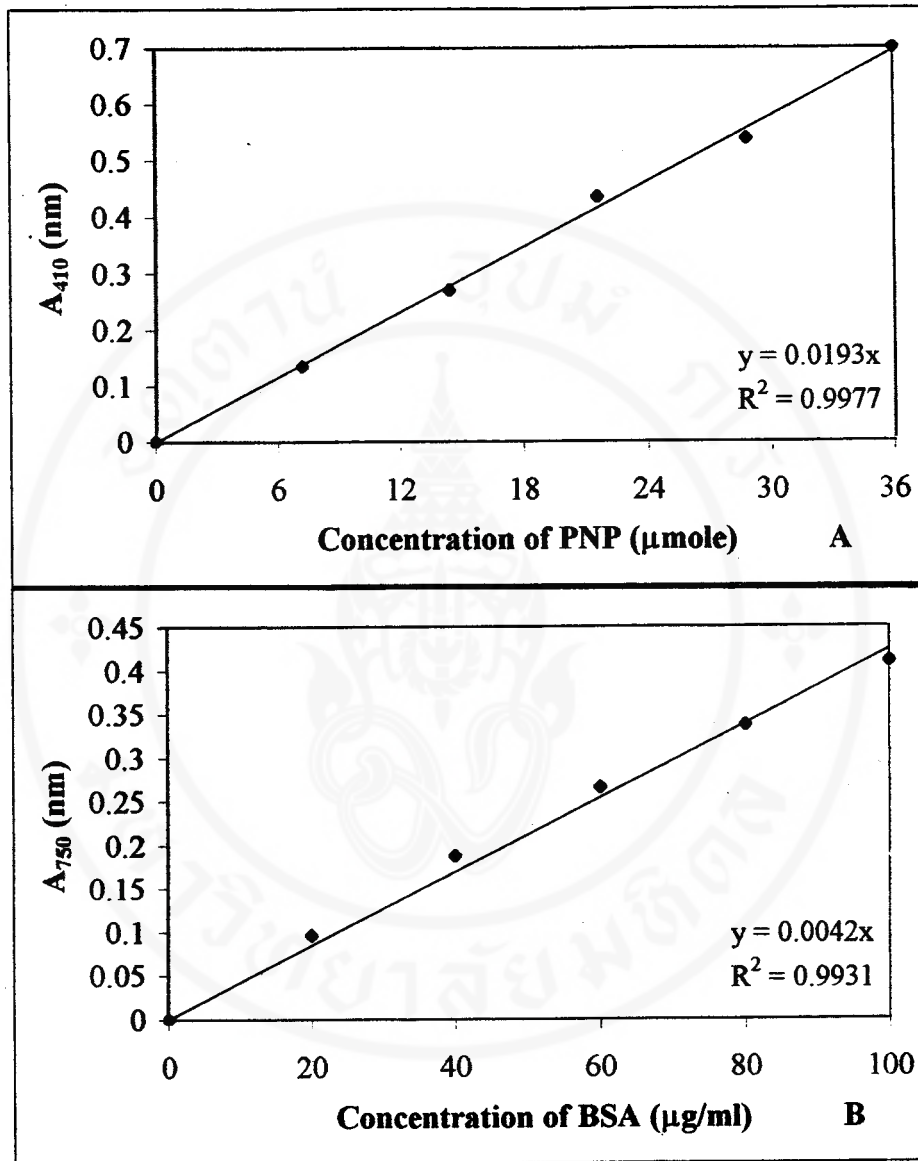 0.7
0.6
0.5
0.4
0.3
0.2
0.1
0
A₄₁₀ (nm)
y = 0.0193x
R² = 0.9977
0 6 12 18 24 30 36
Concentration of PNP (µmole) A
0.45
0.4
0.35
0.3
0.25
0.2
0.15
0.1
0.05
0
A₇₅₀ (nm)
y = 0.0042x
R² = 0.9931
0 20 40 60 80 100
Concentration of BSA (µg/ml) B